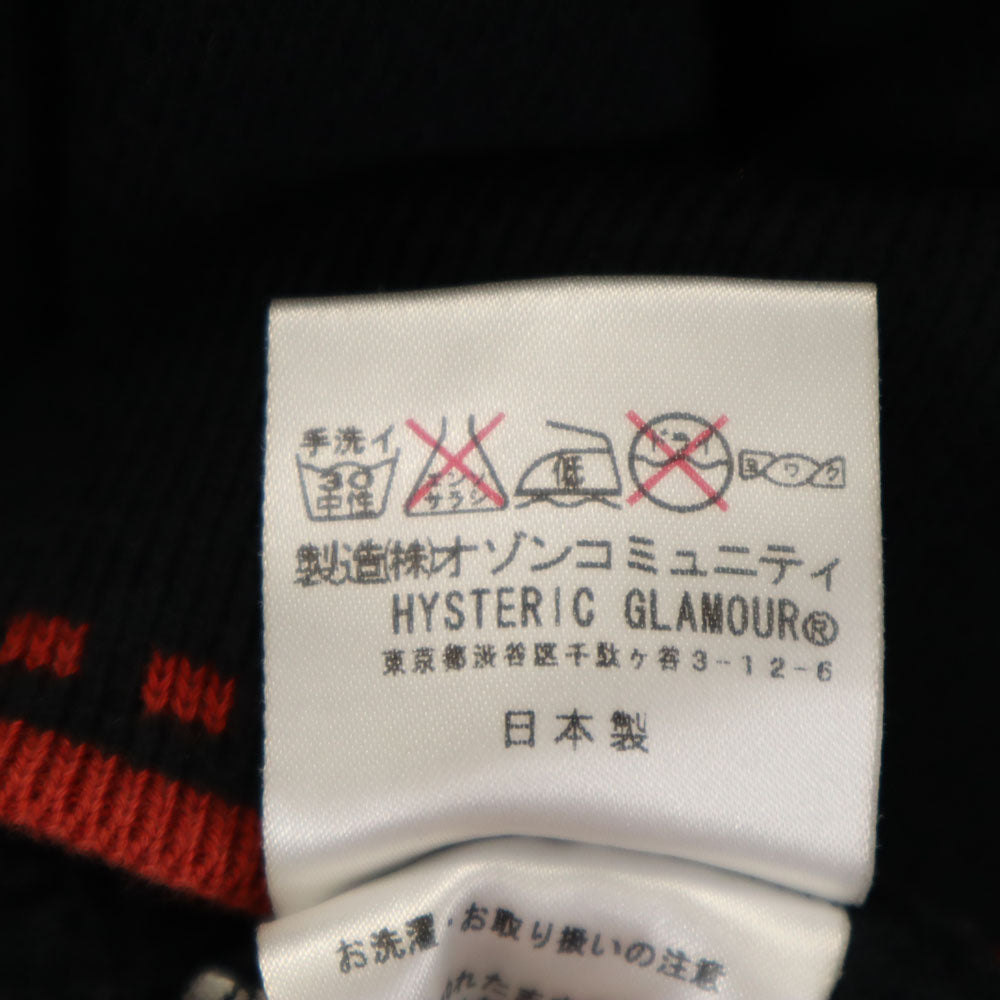 手洗イ
30 中性 エンソサラシ 低 ドライ ヨワク
製造(株)オゾンコミュニティ
HYSTERIC GLAMOUR®
東京都渋谷区千駄ヶ谷3-12-6
日本製
お洗濯・お取り扱いの注意